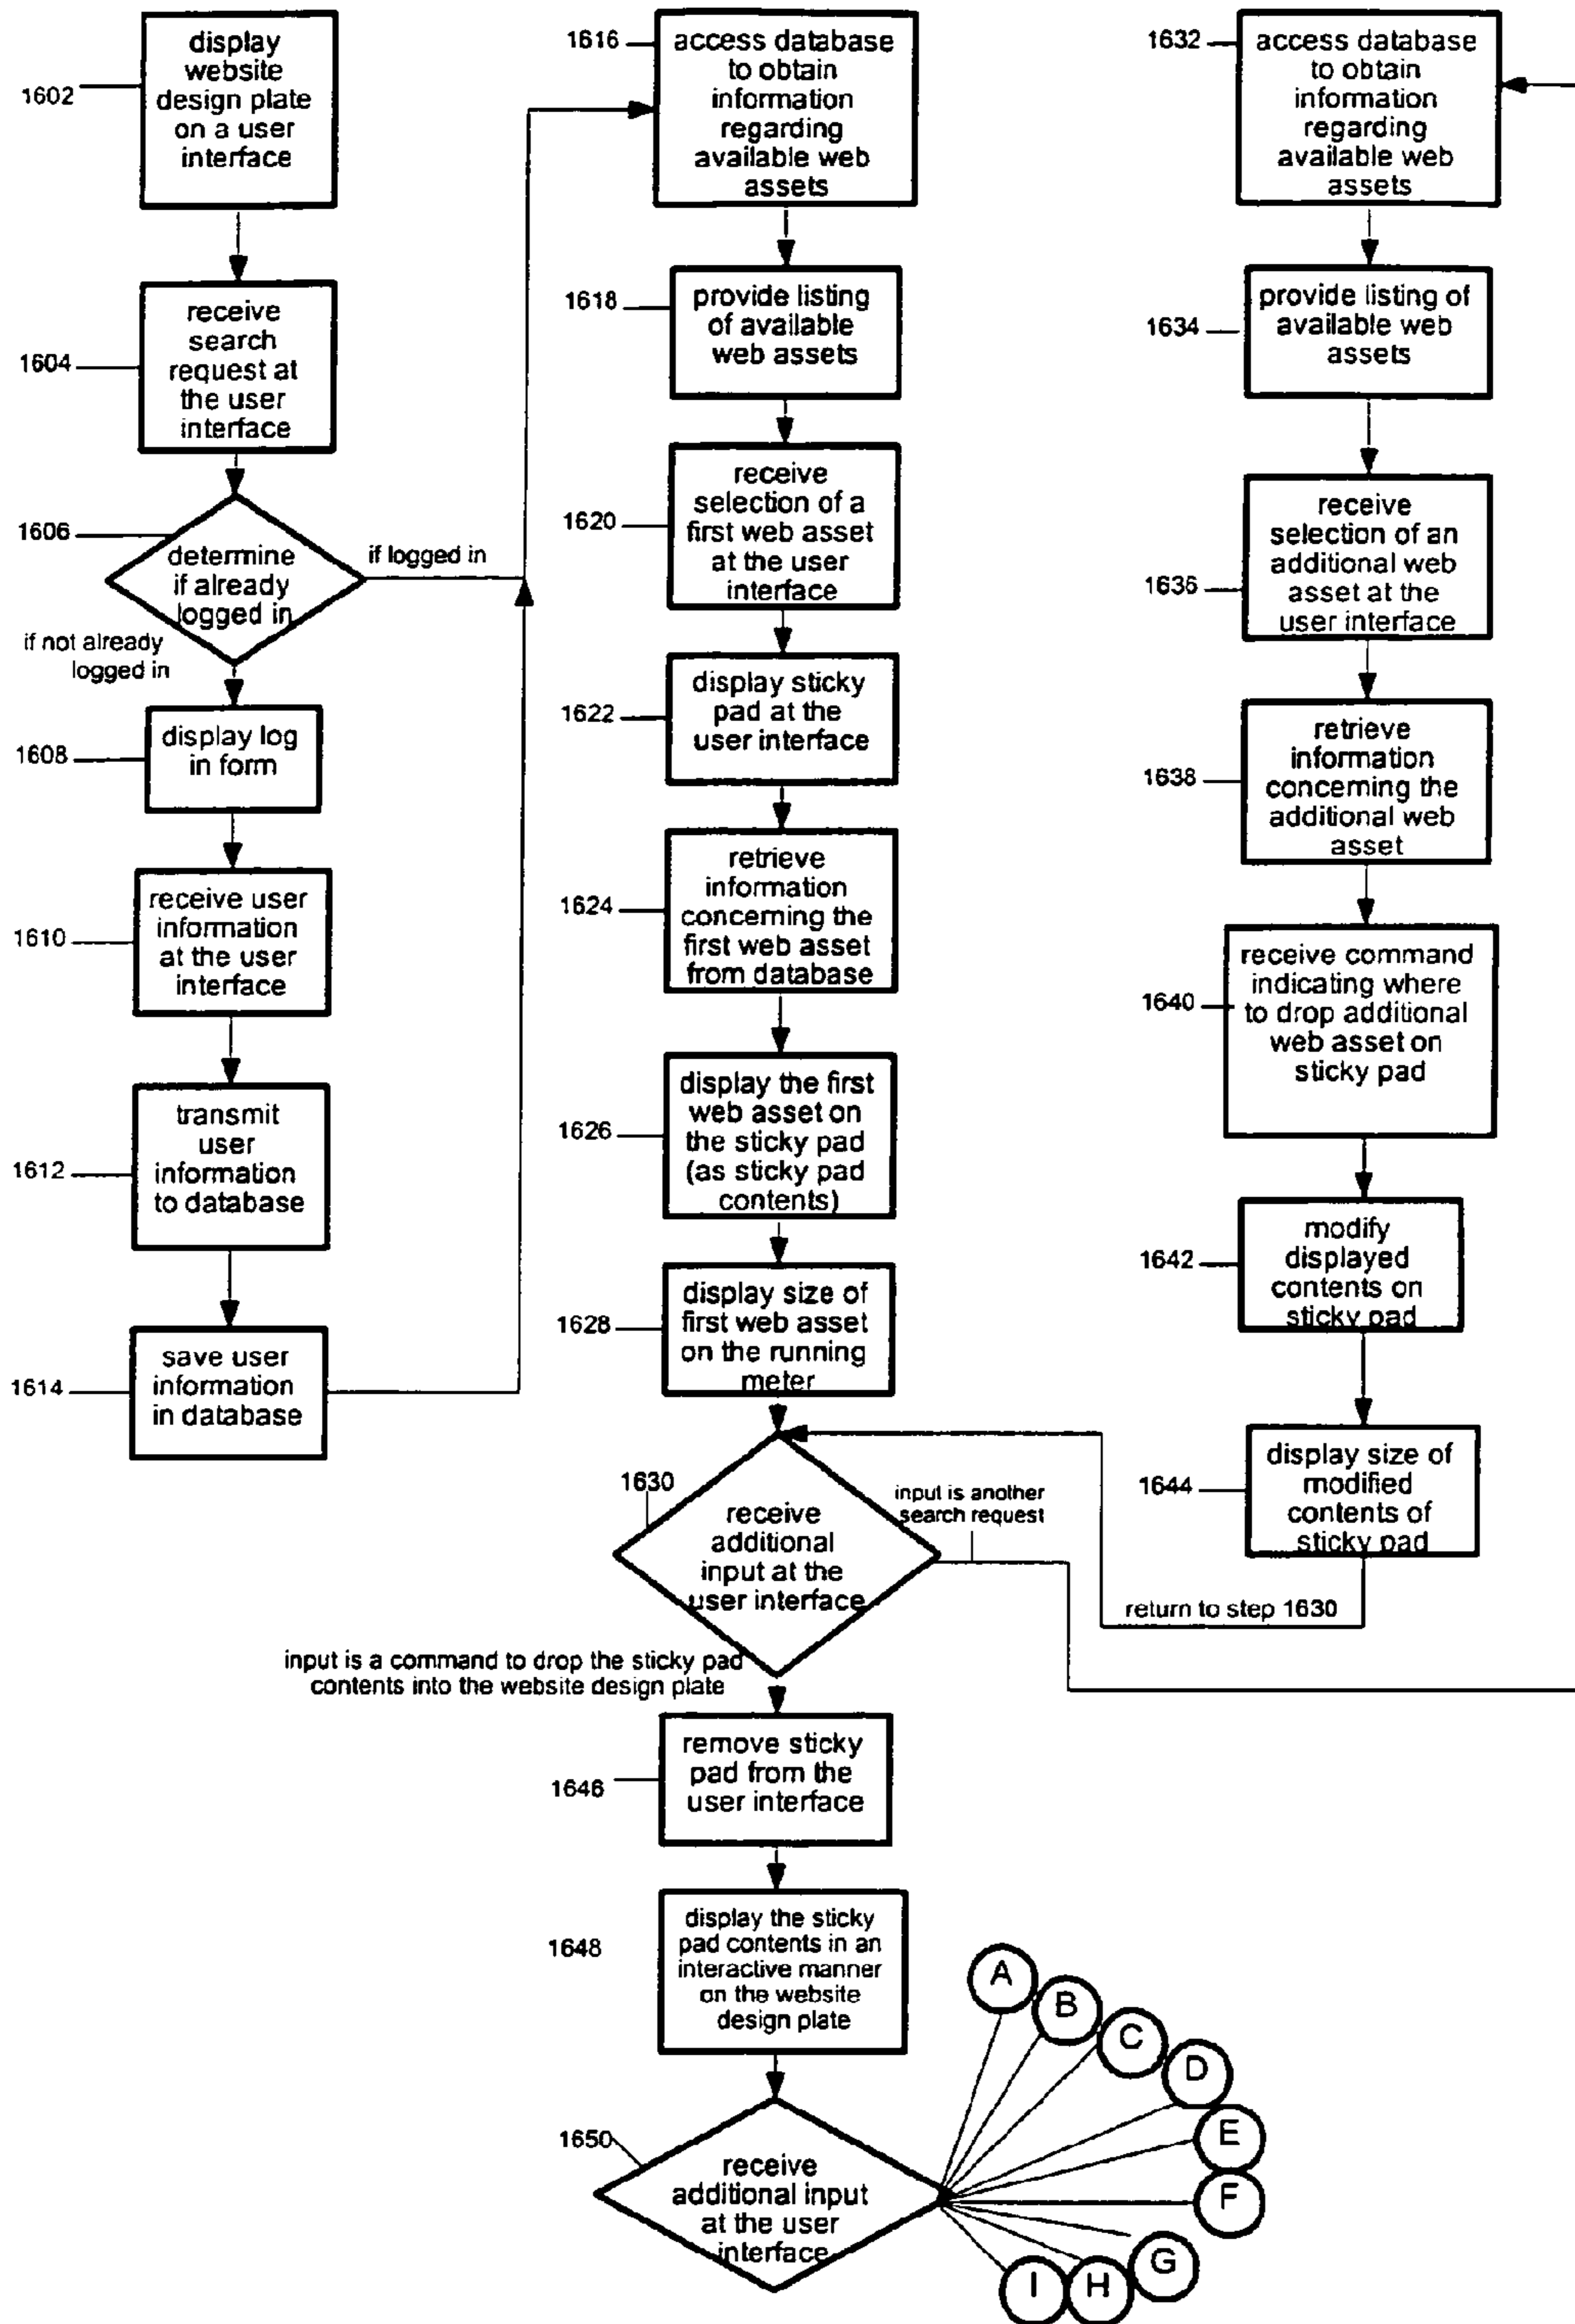 display
website
design plate
on a user
interface
1602
receive
search
request at
the user
interface
1604
1606
determine
if already
logged in
if logged in
if not already
logged in
display log
in form
1608
receive user
information
at the user
interface
1610
transmit
user
information
to database
1612
save user
information
in database
1614
1616
access database
to obtain
information
regarding
available web
assets
1618
provide listing
of available
web assets
receive
selection of a
first web asset
at the user
interface
1620
display sticky
pad at the
user interface
1622
retrieve
information
concerning the
first web asset
from database
1624
display the first
web asset on
the sticky pad
(as sticky pad
contents)
1626
display size of
first web asset
on the running
meter
1628
1630
receive
additional
input at the
user interface
input is another
search request
input is a command to drop the sticky pad
contents into the website design plate
remove sticky
pad from the
user interface
1646
display the sticky
pad contents in an
interactive manner
on the website
design plate
1648
1650
receive
additional input
at the user
interface
A
B
C
D
E
F
G
H
I
1632
access database
to obtain
information
regarding
available web
assets
provide listing of
available web
assets
1634
receive
selection of an
additional web
asset at the
user interface
1636
retrieve
information
concerning the
additional web
asset
1638
receive command
indicating where
to drop additional
web asset on
sticky pad
1640
modify
displayed
contents on
sticky pad
1642
display size of
modified
contents of
sticky pad
1644
return to step 1630